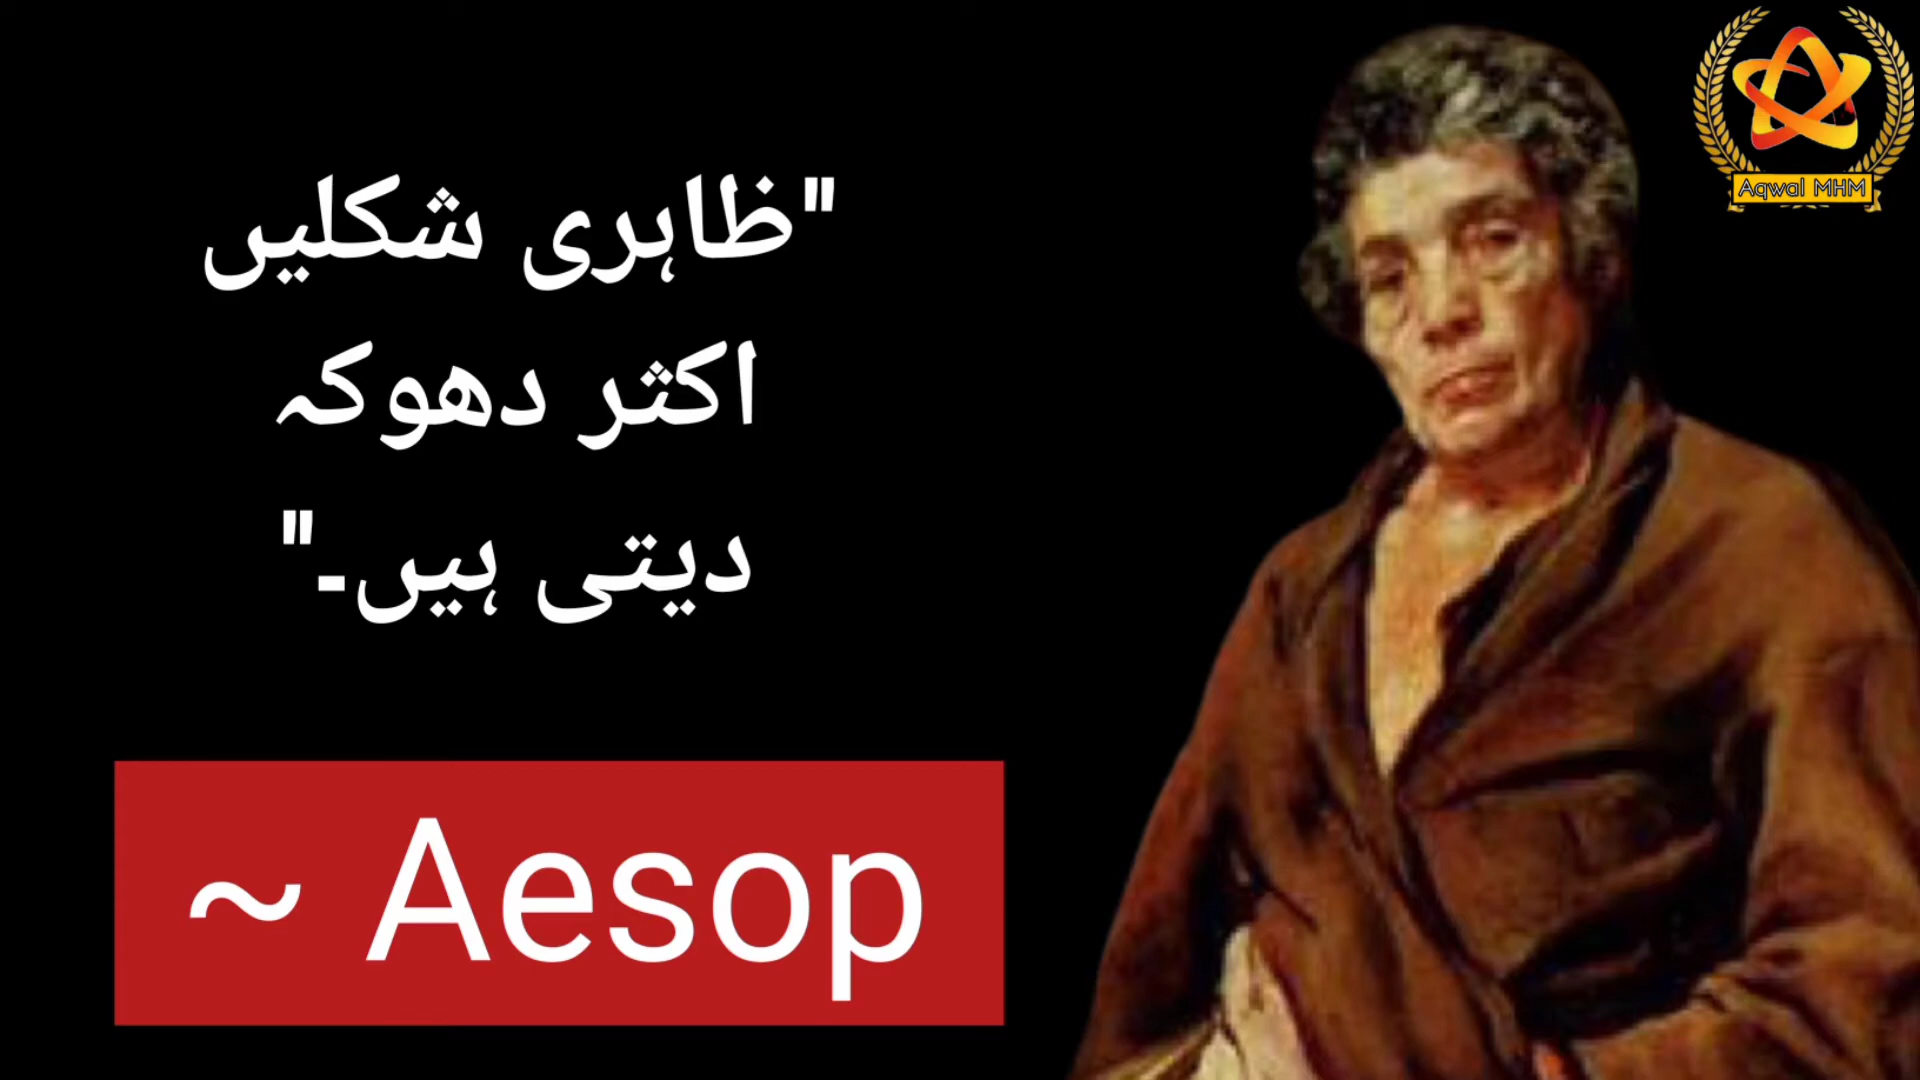 "ظاہری شکلیں
اکثر دھوکہ
دیتی ہیں۔"
~ Aesop
Aqwal MHM